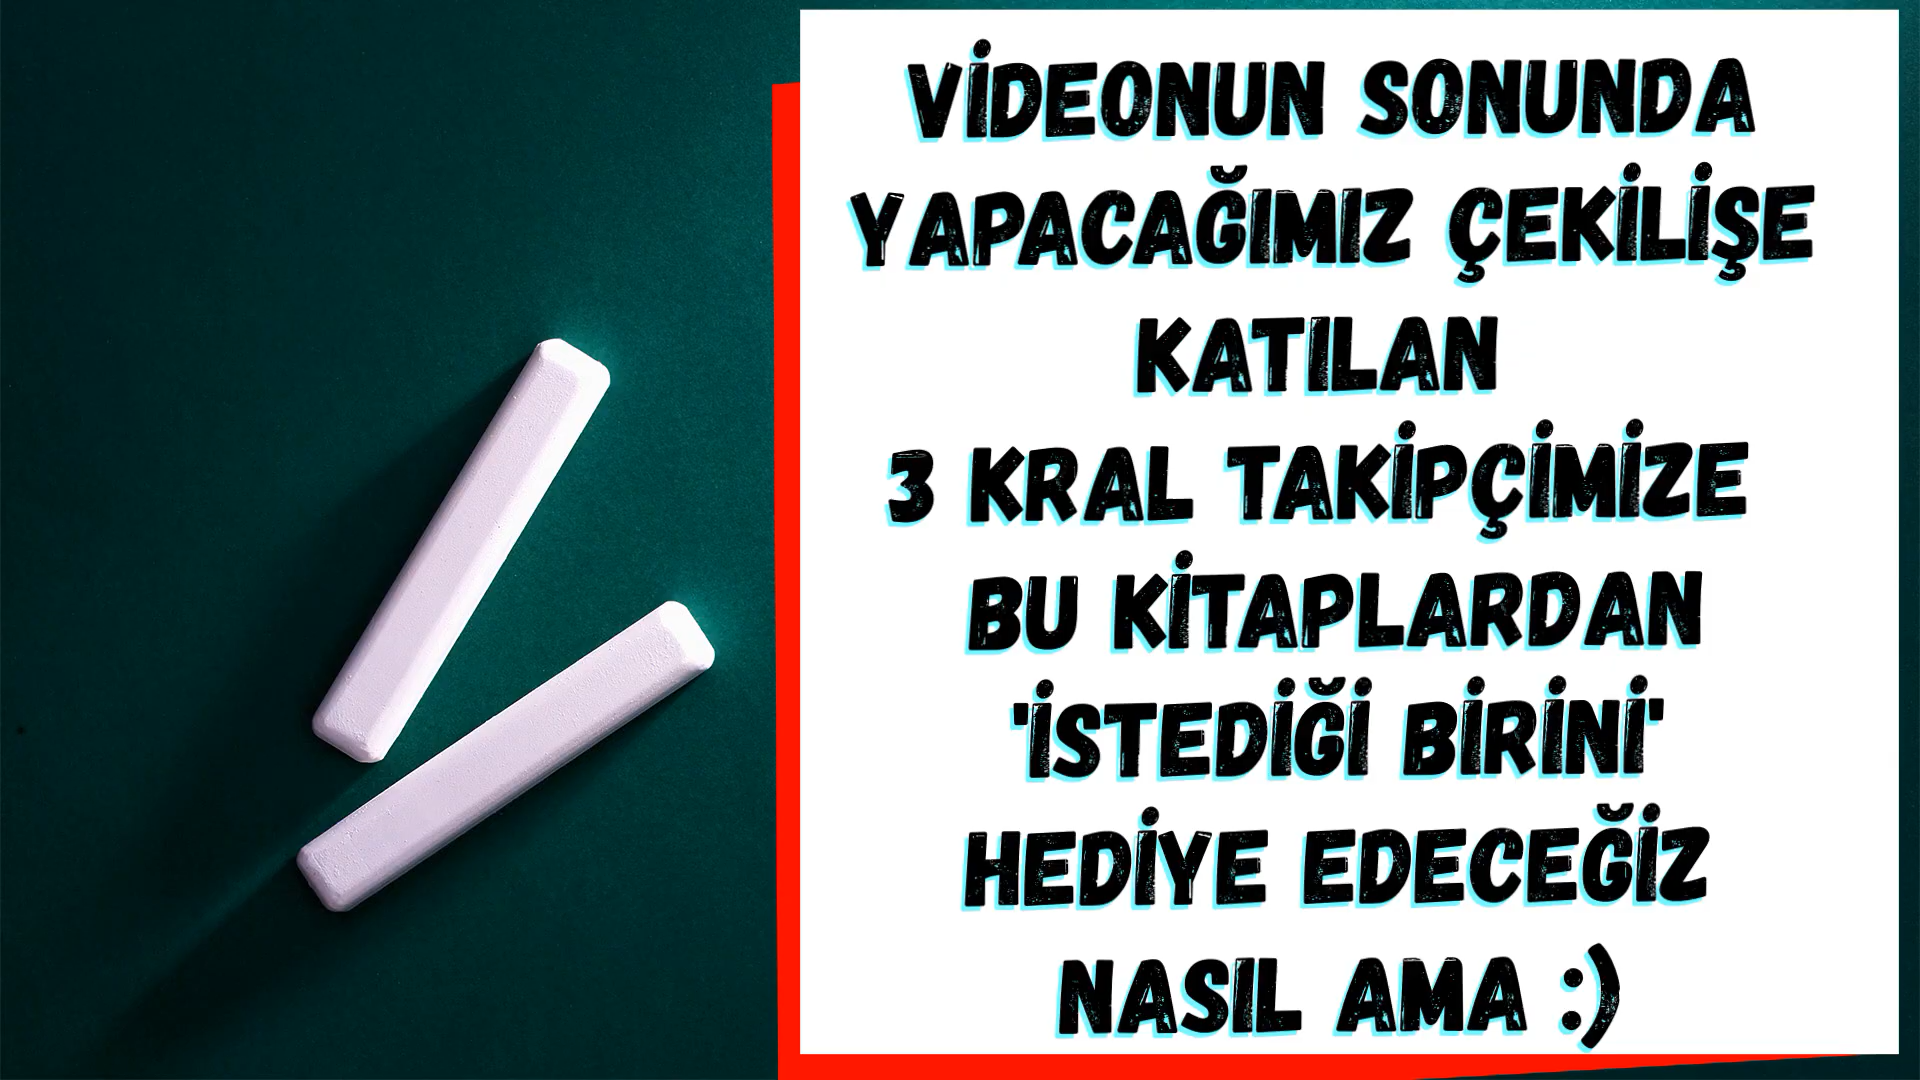 VİDEONUN SONUNDA
YAPACAĞIMIZ ÇEKİLİŞE
KATILAN
3 KRAL TAKİPÇİMİZE
BU KİTAPLARDAN
'İSTEDİĞİ BİRİNİ'
HEDİYE EDECEĞİZ
NASIL AMA :)